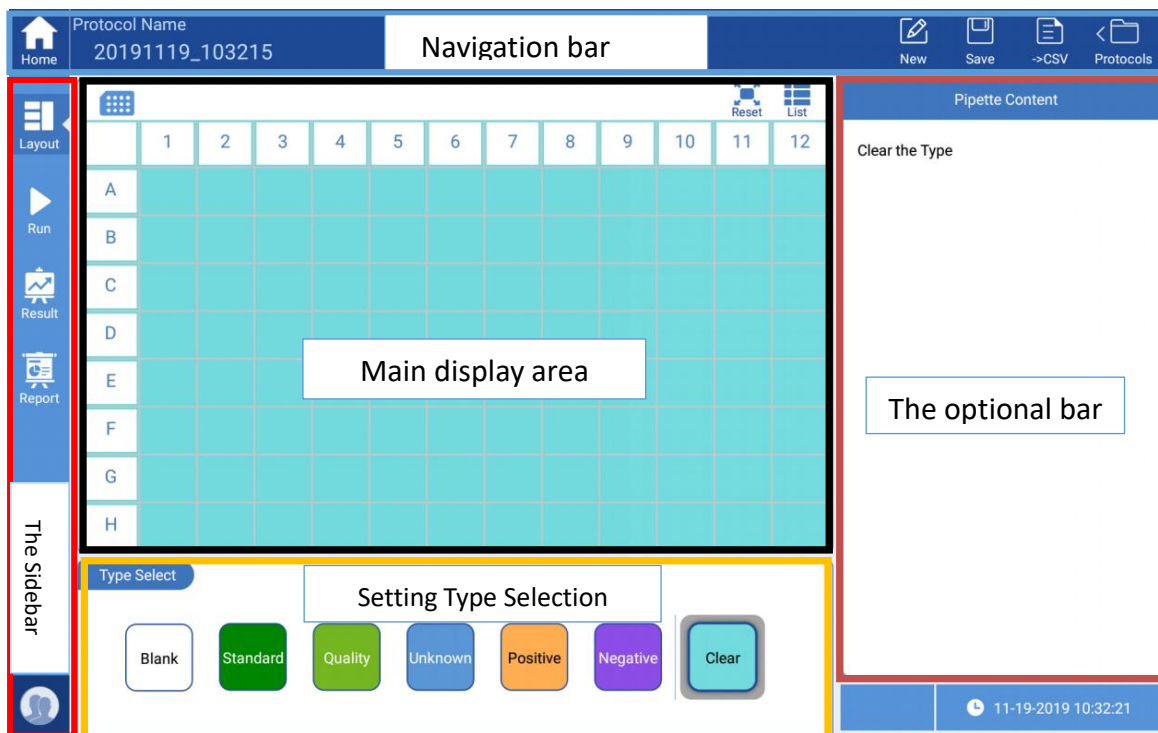 Protocol Name
20191119_103215
Navigation bar
Home
New
Save
->CSV
Protocols
Layout
Run
Result
Report
The Sidebar
Reset
List
1 2 3 4 5 6 7 8 9 10 11 12
A
B
C
D
E
F
G
H
Main display area
Pipette Content
Clear the Type
The optional bar
Type Select
Setting Type Selection
Blank
Standard
Quality
Unknown
Positive
Negative
Clear
11-19-2019 10:32:21